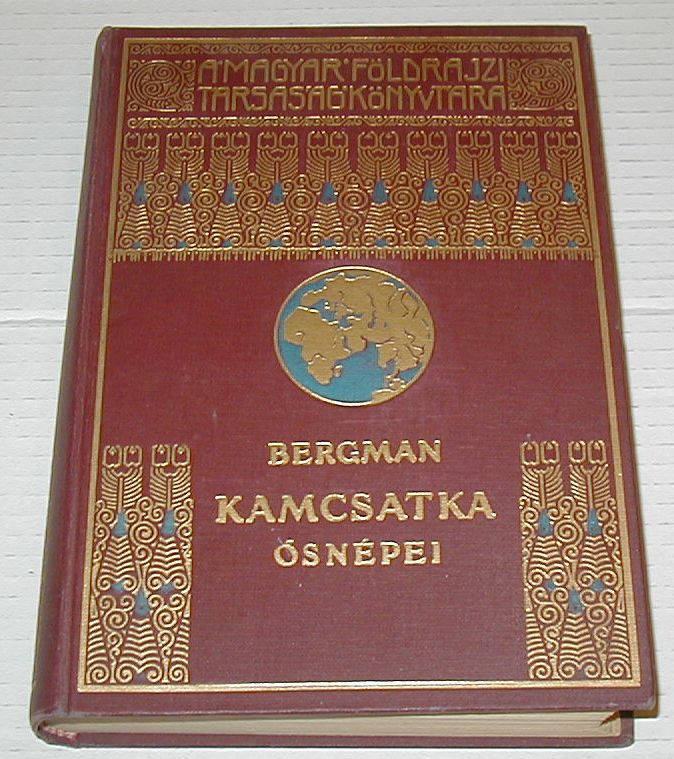 A MAGYAR FÖLDRAJZI
TÁRSASÁG KÖNYVTÁRA
BERGMAN
KAMCSATKA
ŐSNÉPEI